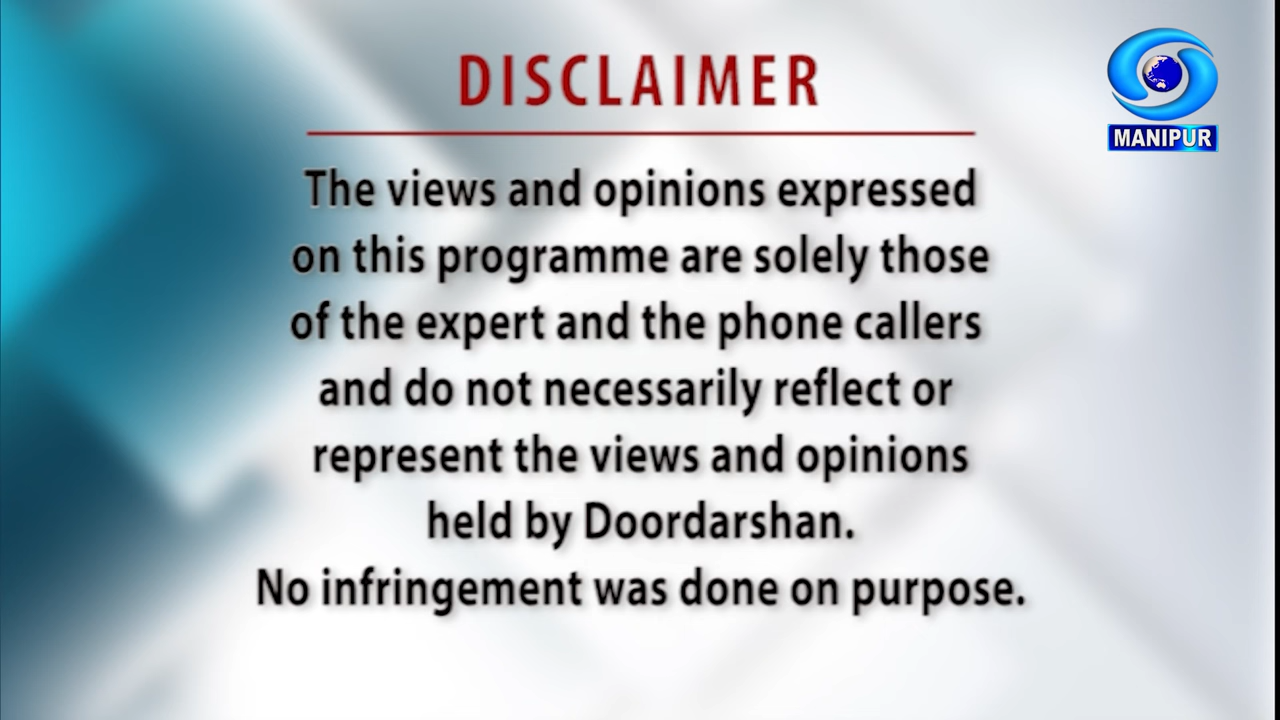 DISCLAIMER
MANIPUR
The views and opinions expressed
on this programme are solely those
of the expert and the phone callers
and do not necessarily reflect or
represent the views and opinions
held by Doordarshan.
No infringement was done on purpose.